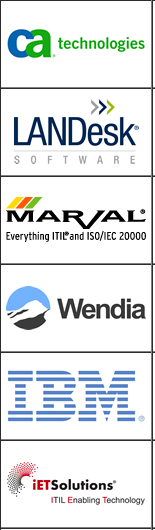 ca technologies
LANDesk®
SOFTWARE
MARVAL®
Everything ITIL® and ISO/IEC 20000
Wendia
IBM®
iETSolutions®
ITIL Enabling Technology